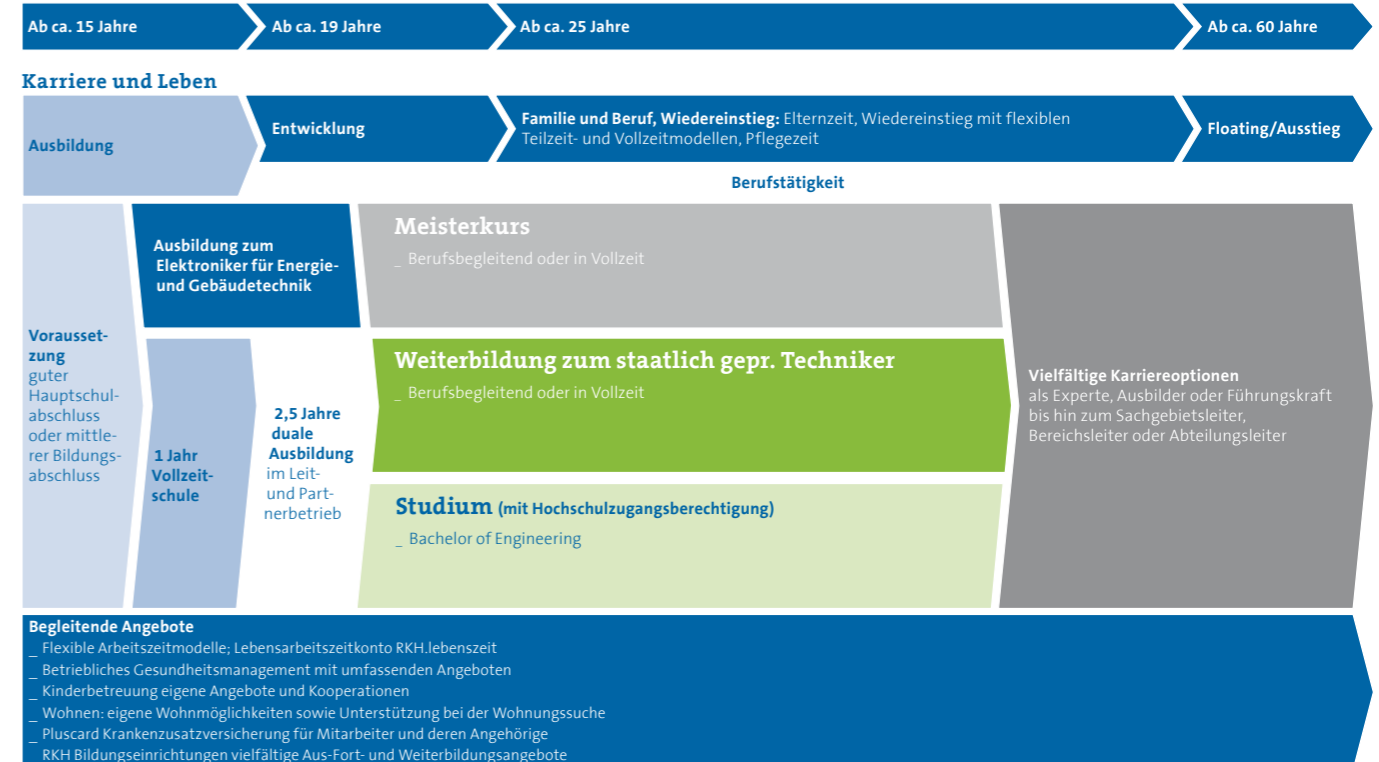 Ab ca. 15 Jahre
Ab ca. 19 Jahre
Ab ca. 25 Jahre
Ab ca. 60 Jahre
Karriere und Leben
Ausbildung
Entwicklung
Familie und Beruf, Wiedereinstieg: Elternzeit, Wiedereinstieg mit flexiblen
Teilzeit- und Vollzeitmodellen, Pflegezeit
Floating/Ausstieg
Berufstätigkeit
Vorausset-
zung
guter
Hauptschul-
abschluss
oder mittle-
rer Bildungs-
abschluss
Ausbildung zum
Elektroniker für Energie-
und Gebäudetechnik
1 Jahr
Vollzeit-
schule
2,5 Jahre
duale
Ausbildung
im Leit-
und Part-
nerbetrieb
Meisterkurs
_ Berufsbegleitend oder in Vollzeit
Weiterbildung zum staatlich gepr. Techniker
_ Berufsbegleitend oder in Vollzeit
Studium (mit Hochschulzugangsberechtigung)
_ Bachelor of Engineering
Vielfältige Karriereoptionen
als Experte, Ausbilder oder Führungskraft
bis hin zum Sachgebietsleiter,
Bereichsleiter oder Abteilungsleiter
Begleitende Angebote
_ Flexible Arbeitszeitmodelle; Lebensarbeitszeitkonto RKH.lebenszeit
_ Betriebliches Gesundheitsmanagement mit umfassenden Angeboten
_ Kinderbetreuung eigene Angebote und Kooperationen
_ Wohnen: eigene Wohnmöglichkeiten sowie Unterstützung bei der Wohnungssuche
_ Pluscard Krankenzusatzversicherung für Mitarbeiter und deren Angehörige
_ RKH Bildungseinrichtungen vielfältige Aus-Fort- und Weiterbildungsangebote